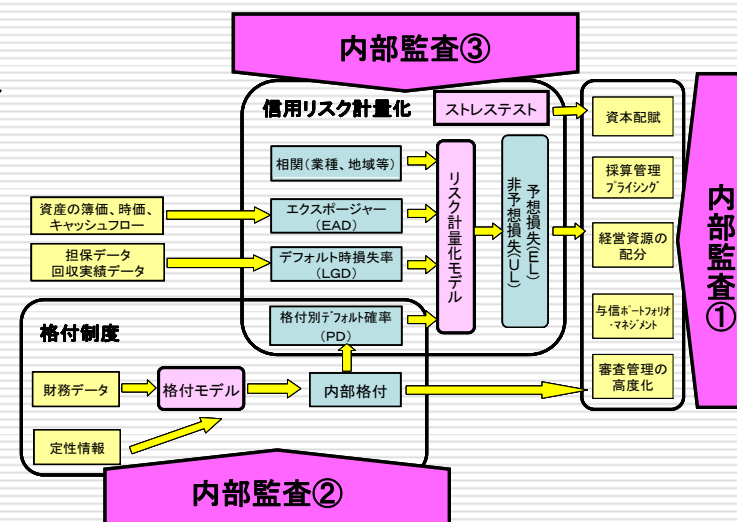 内部監査③
信用リスク計量化
ストレステスト
資本配賦
相関(業種、地域等)
採算管理
プライシング
資産の簿価、時価、
キャッシュフロー
エクスポージャー
(EAD)
リスク計量化モデル
予想損失(EL)
非予想損失(UL)
経営資源の
配分
担保データ
回収実績データ
デフォルト時損失率
(LGD)
内部監査①
格付制度
格付別デフォルト確率
(PD)
与信ポートフォリオ
・マネジメント
財務データ
格付モデル
内部格付
審査管理の
高度化
定性情報
内部監査②